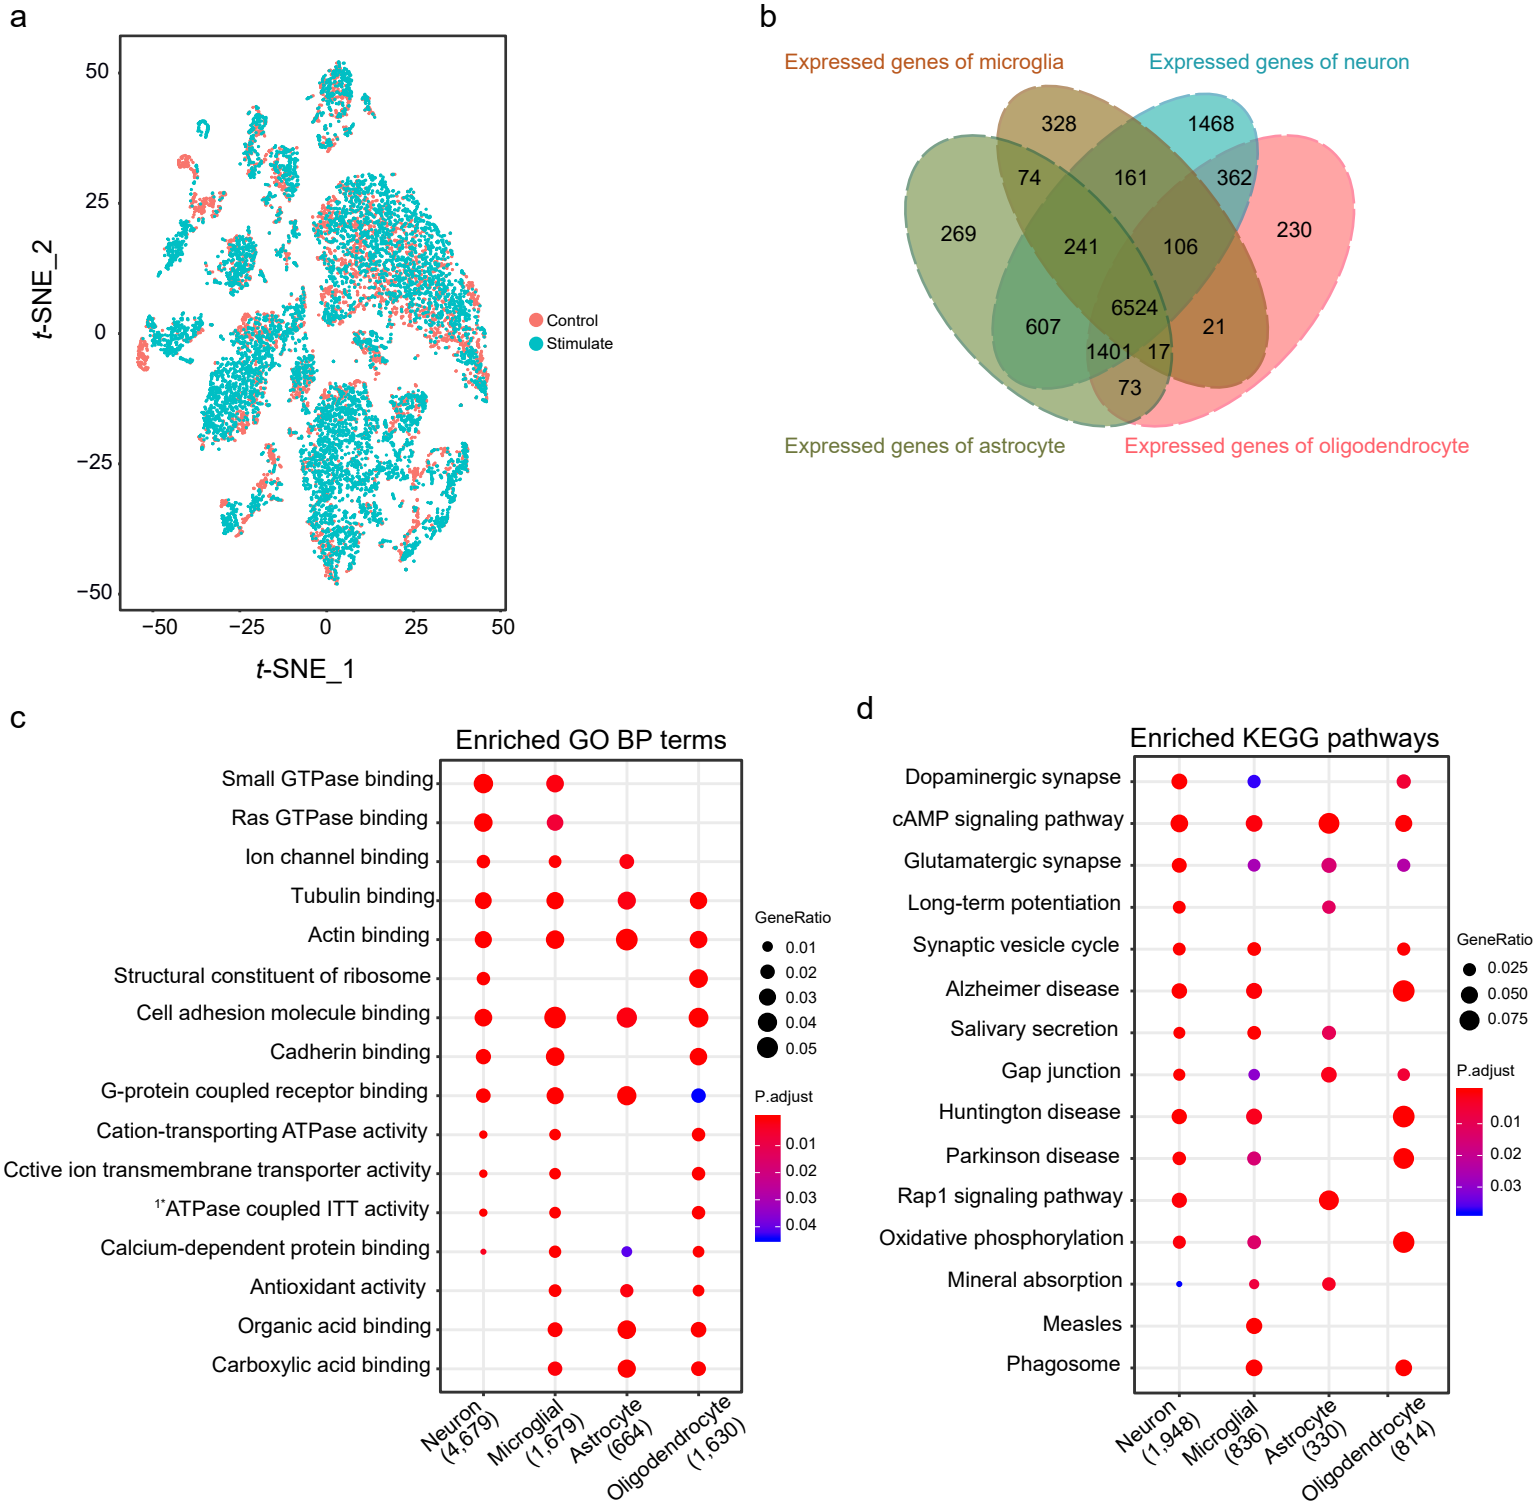 a
50
25
0
−25
−50
t-SNE_2
−50
−25
0
25
50
t-SNE_1
Control
Stimulate
b
Expressed genes of microglia
Expressed genes of neuron
328
1468
74
161
362
269
241
106
230
6524
607
21
1401
17
73
Expressed genes of astrocyte
Expressed genes of oligodendrocyte
c
Enriched GO BP terms
Small GTPase binding
Ras GTPase binding
Ion channel binding
Tubulin binding
Actin binding
Structural constituent of ribosome
Cell adhesion molecule binding
Cadherin binding
G-protein coupled receptor binding
Cation-transporting ATPase activity
Cctive ion transmembrane transporter activity
1*ATPase coupled ITT activity
Calcium-dependent protein binding
Antioxidant activity
Organic acid binding
Carboxylic acid binding
Neuron
(4,679)
Microglial
(1,679)
Astrocyte
(664)
Oligodendrocyte
(1,630)
GeneRatio
0.01
0.02
0.03
0.04
0.05
P.adjust
0.01
0.02
0.03
0.04
d
Enriched KEGG pathways
Dopaminergic synapse
cAMP signaling pathway
Glutamatergic synapse
Long-term potentiation
Synaptic vesicle cycle
Alzheimer disease
Salivary secretion
Gap junction
Huntington disease
Parkinson disease
Rap1 signaling pathway
Oxidative phosphorylation
Mineral absorption
Measles
Phagosome
Neuron
(1,948)
Microglial
(836)
Astrocyte
(330)
Oligodendrocyte
(814)
GeneRatio
0.025
0.050
0.075
P.adjust
0.01
0.02
0.03